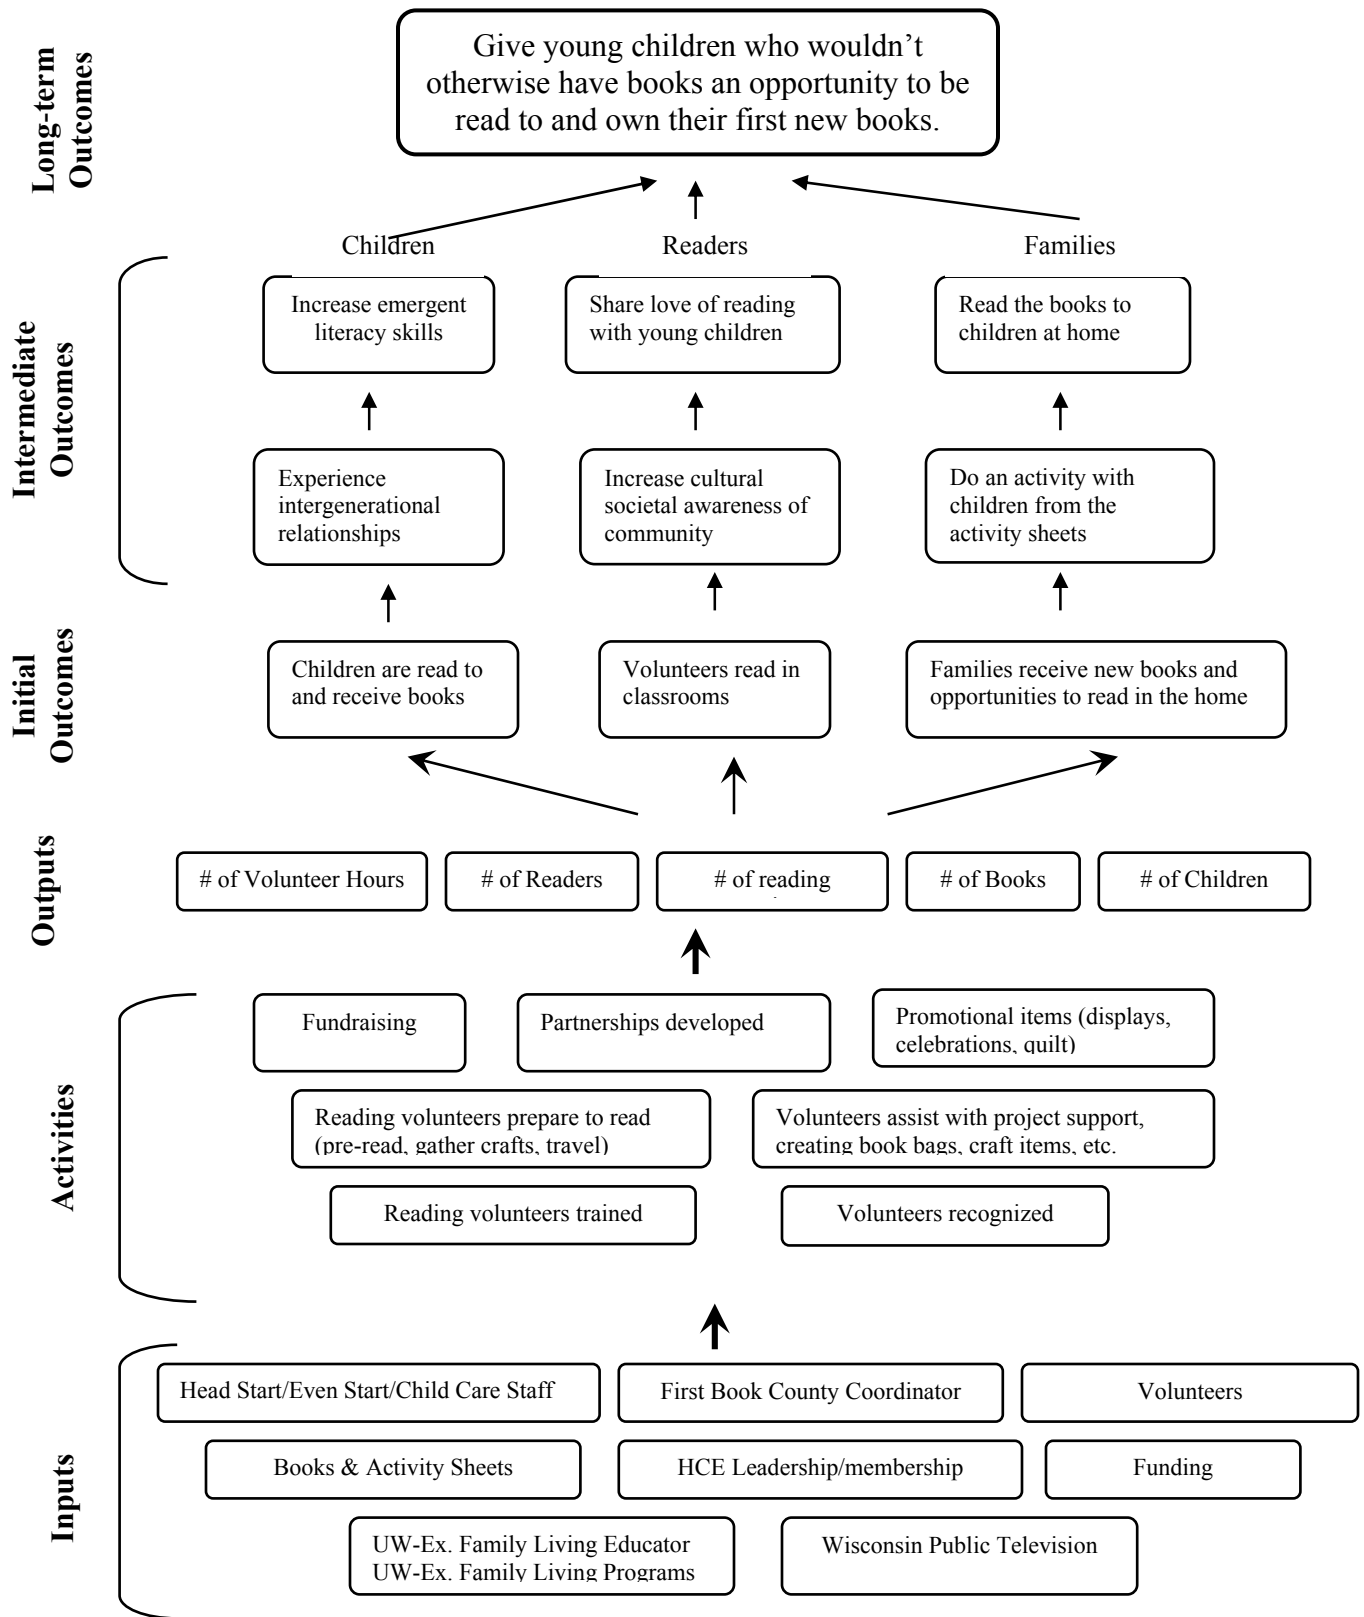 Long-term
Outcomes
Give young children who wouldn't
otherwise have books an opportunity to be
read to and own their first new books.
Intermediate
Outcomes
Children
Readers
Families
Increase emergent
literacy skills
Share love of reading
with young children
Read the books to
children at home
Experience
intergenerational
relationships
Increase cultural
societal awareness of
community
Do an activity with
children from the
activity sheets
Initial
Outcomes
Children are read to
and receive books
Volunteers read in
classrooms
Families receive new books and
opportunities to read in the home
Outputs
# of Volunteer Hours
# of Readers
# of reading
# of Books
# of Children
Activities
Fundraising
Partnerships developed
Promotional items (displays,
celebrations, quilt)
Reading volunteers prepare to read
(pre-read, gather crafts, travel)
Volunteers assist with project support,
creating book bags, craft items, etc.
Reading volunteers trained
Volunteers recognized
Inputs
Head Start/Even Start/Child Care Staff
First Book County Coordinator
Volunteers
Books & Activity Sheets
HCE Leadership/membership
Funding
UW-Ex. Family Living Educator
UW-Ex. Family Living Programs
Wisconsin Public Television